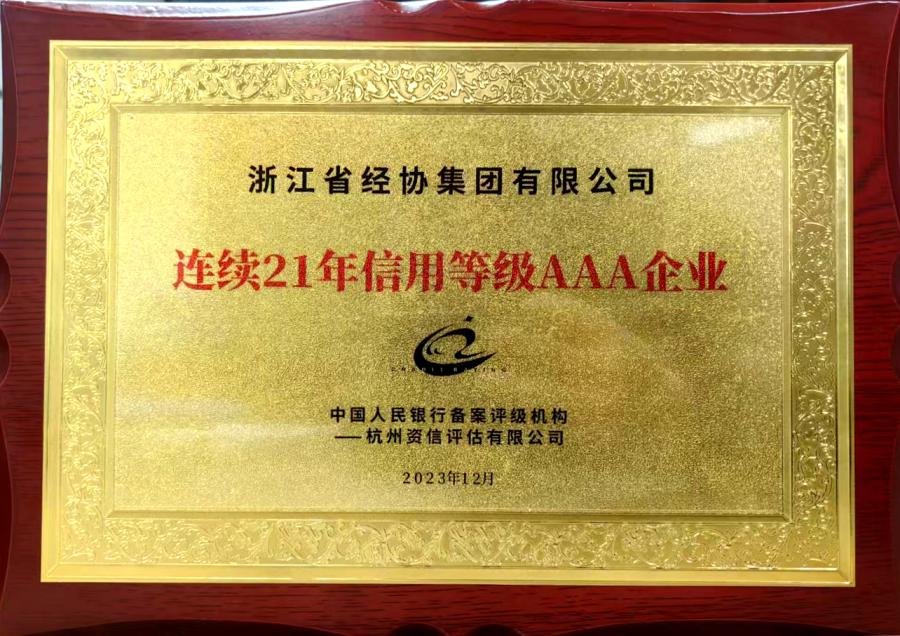 浙江省经协集团有限公司
连续21年信用等级AAA企业
CREDIT RATING
中国人民银行备案评级机构
——杭州资信评估有限公司
2023年12月